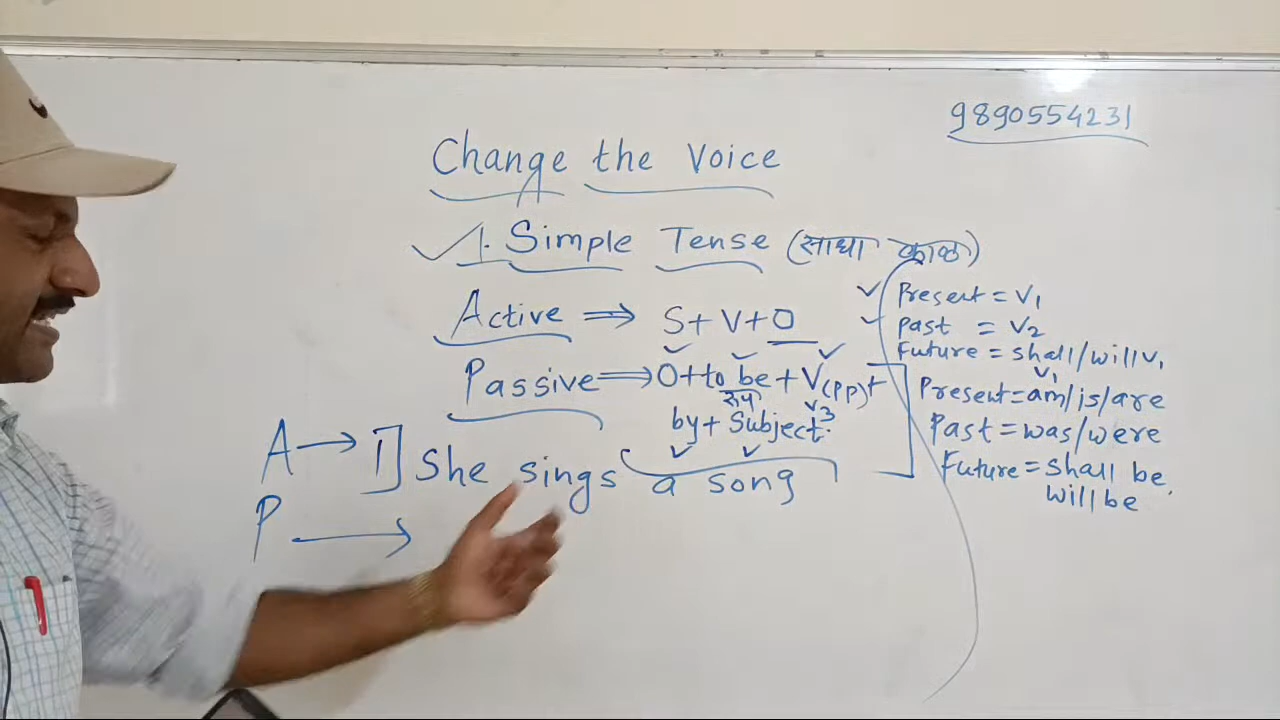 9890554231
Change the Voice
1. Simple Tense (साधा काळ)
Active ⇒ S+V+O
Passive ⇒ O+to be+V(PP)+
रूप
V3
by+ Subject.
Present = V1
Past = V2
Future = shall/will V1
V1
Present = am/is/are
Past = was/were
Future = shall be
will be.
A → 1] She sings a song
P →